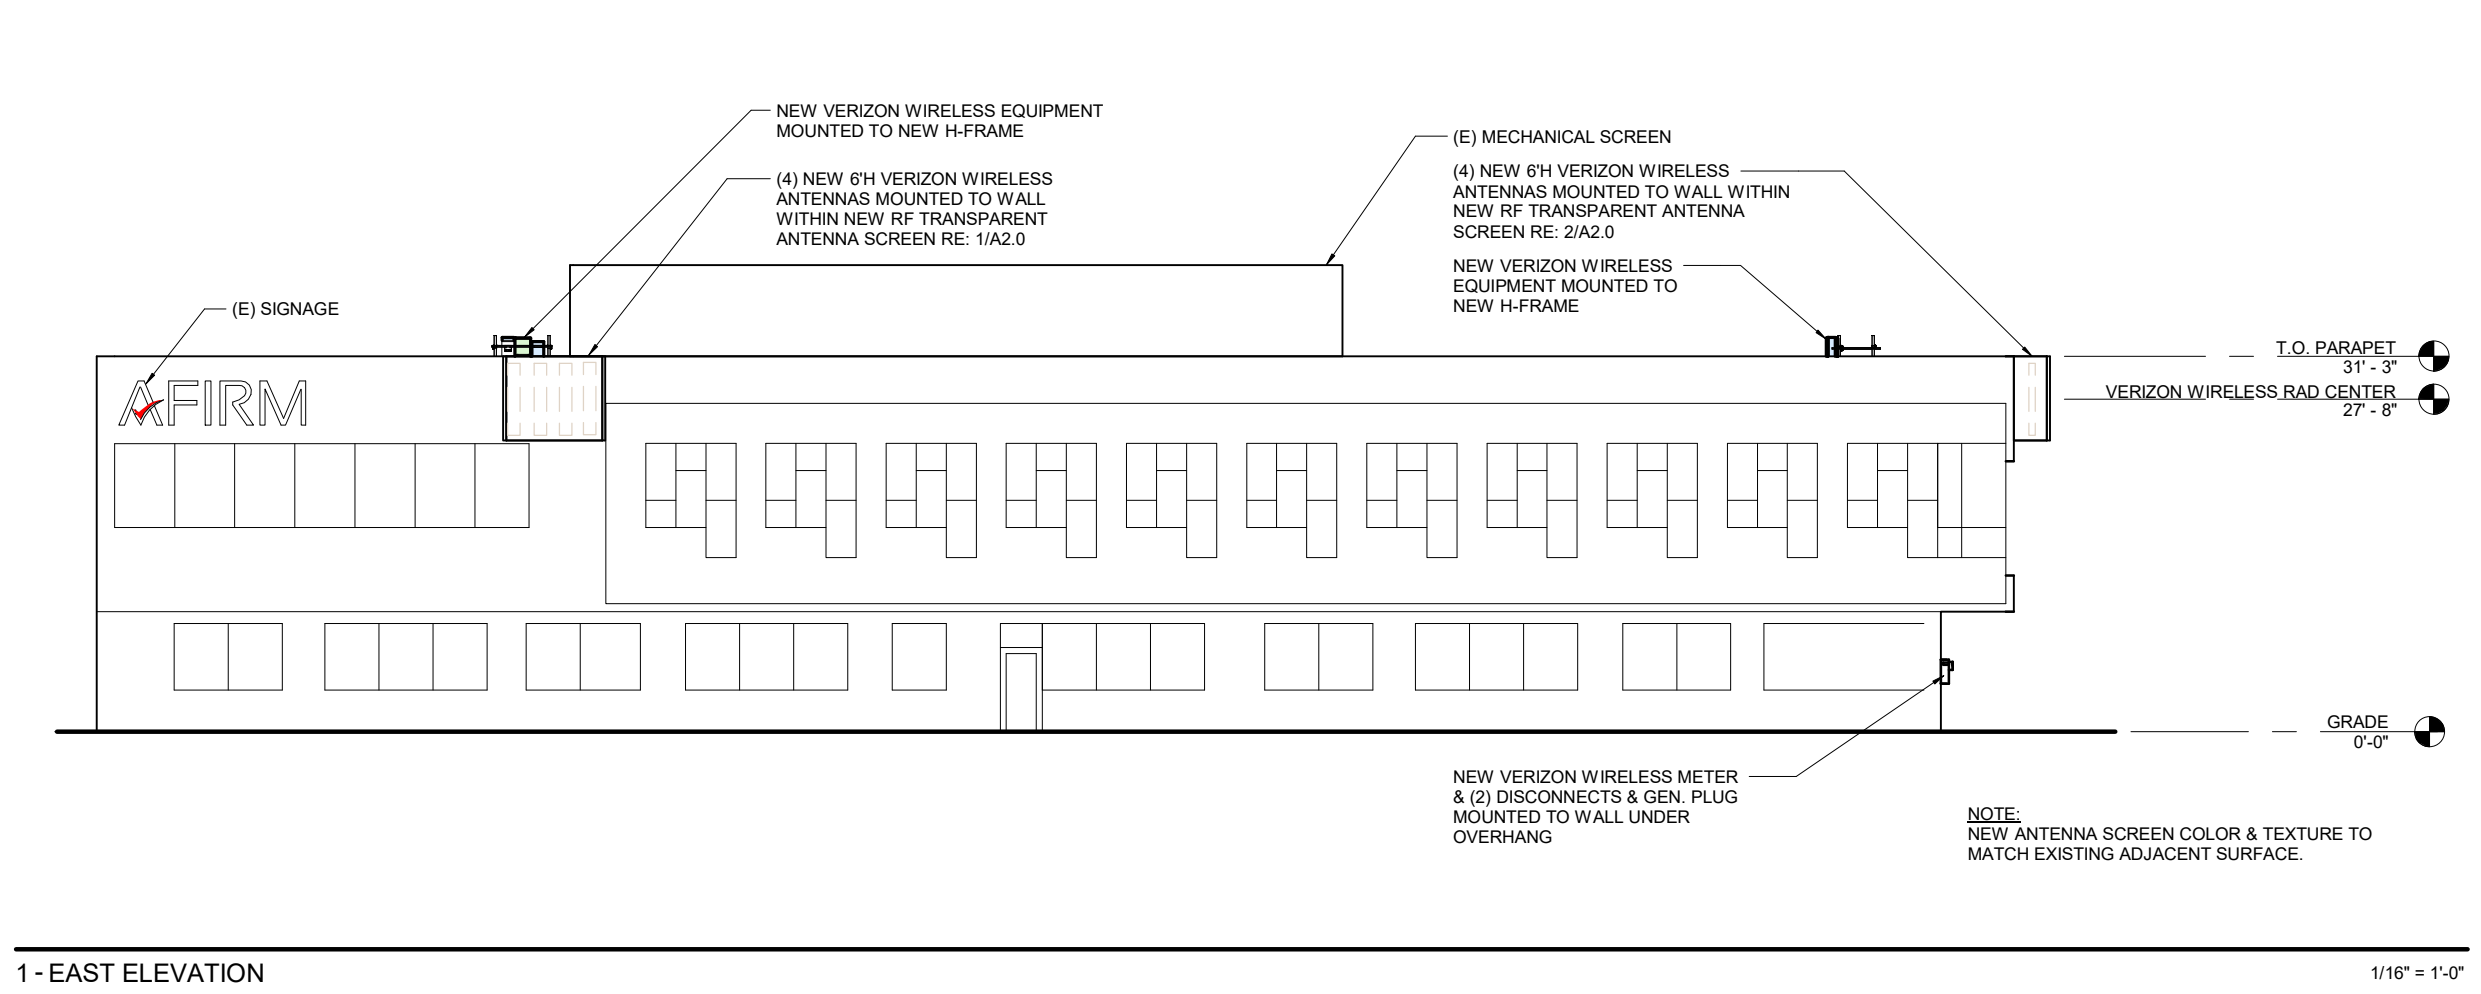 NEW VERIZON WIRELESS EQUIPMENT
MOUNTED TO NEW H-FRAME
(4) NEW 6'H VERIZON WIRELESS
ANTENNAS MOUNTED TO WALL
WITHIN NEW RF TRANSPARENT
ANTENNA SCREEN RE: 1/A2.0
(E) MECHANICAL SCREEN
(4) NEW 6'H VERIZON WIRELESS
ANTENNAS MOUNTED TO WALL WITHIN
NEW RF TRANSPARENT ANTENNA
SCREEN RE: 2/A2.0
NEW VERIZON WIRELESS
EQUIPMENT MOUNTED TO
NEW H-FRAME
(E) SIGNAGE
AFIRM
T.O. PARAPET
31' - 3"
VERIZON WIRELESS RAD CENTER
27' - 8"
GRADE
0'-0"
NEW VERIZON WIRELESS METER
& (2) DISCONNECTS & GEN. PLUG
MOUNTED TO WALL UNDER
OVERHANG
NOTE:
NEW ANTENNA SCREEN COLOR & TEXTURE TO
MATCH EXISTING ADJACENT SURFACE.
1 - EAST ELEVATION
1/16" = 1'-0"